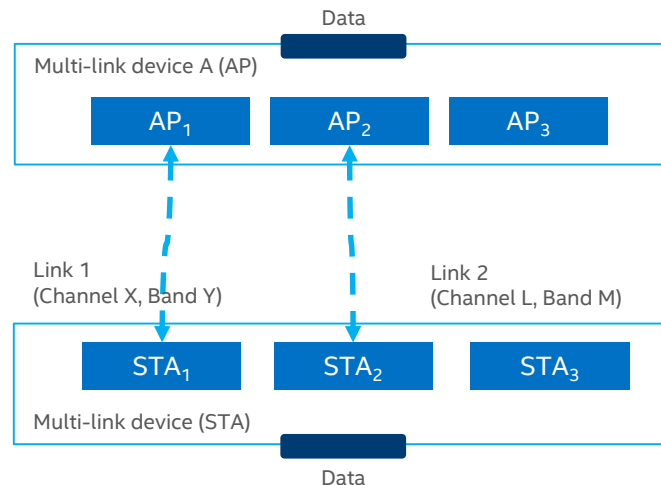 Data
Multi-link device A (AP)
AP₁ AP₂ AP₃
Link 1
(Channel X, Band Y)
Link 2
(Channel L, Band M)
STA₁ STA₂ STA₃
Multi-link device (STA)
Data